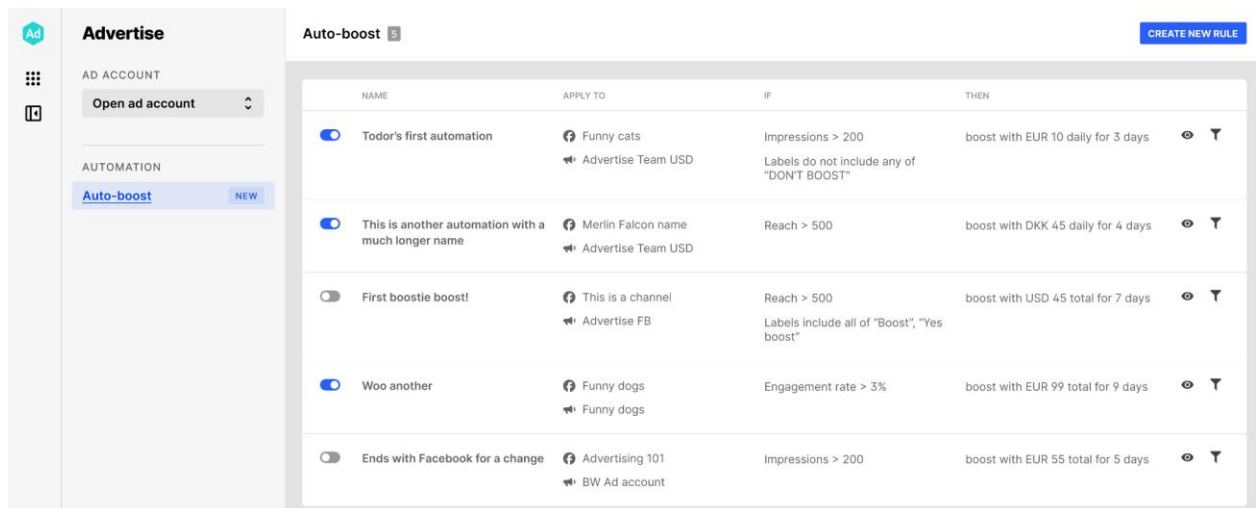 Ad
Advertise
AD ACCOUNT
Open ad account
AUTOMATION
Auto-boost NEW
Auto-boost 5
CREATE NEW RULE
NAME APPLY TO IF THEN
Todor's first automation Funny cats Impressions > 200 boost with EUR 10 daily for 3 days
Advertise Team USD Labels do not include any of
"DON'T BOOST"
This is another automation with a Merlin Falcon name Reach > 500 boost with DKK 45 daily for 4 days
much longer name Advertise Team USD
First boostie boost! This is a channel Reach > 500 boost with USD 45 total for 7 days
Advertise FB Labels include all of "Boost", "Yes
boost"
Woo another Funny dogs Engagement rate > 3% boost with EUR 99 total for 9 days
Funny dogs
Ends with Facebook for a change Advertising 101 Impressions > 200 boost with EUR 55 total for 5 days
BW Ad account